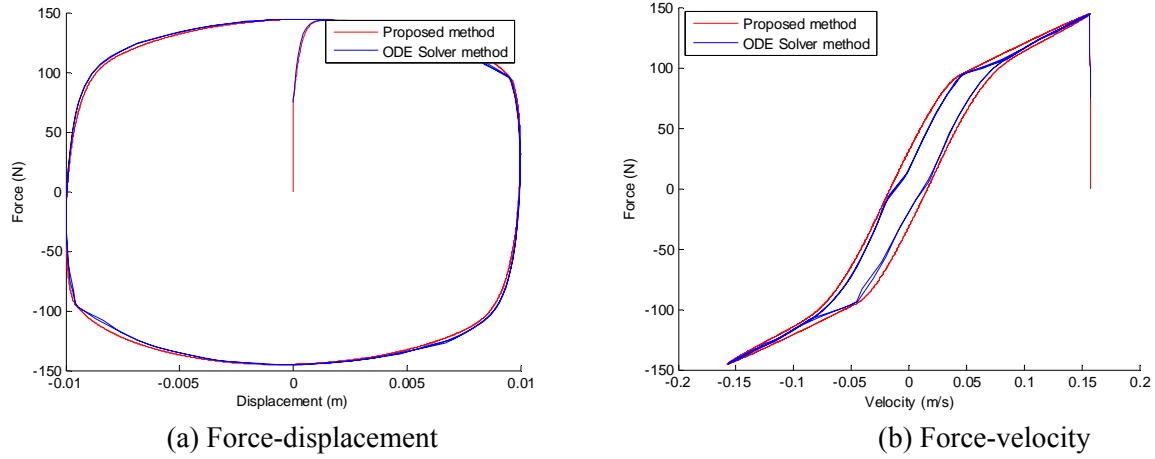 150
100
50
0
-50
-100
-150
Force (N)
-0.01
-0.005
0
0.005
0.01
Displacement (m)
Proposed method
ODE Solver method
(a) Force-displacement
150
100
50
0
-50
-100
-150
Force (N)
-0.2
-0.15
-0.1
-0.05
0
0.05
0.1
0.15
0.2
Velocity (m/s)
Proposed method
ODE Solver method
(b) Force-velocity